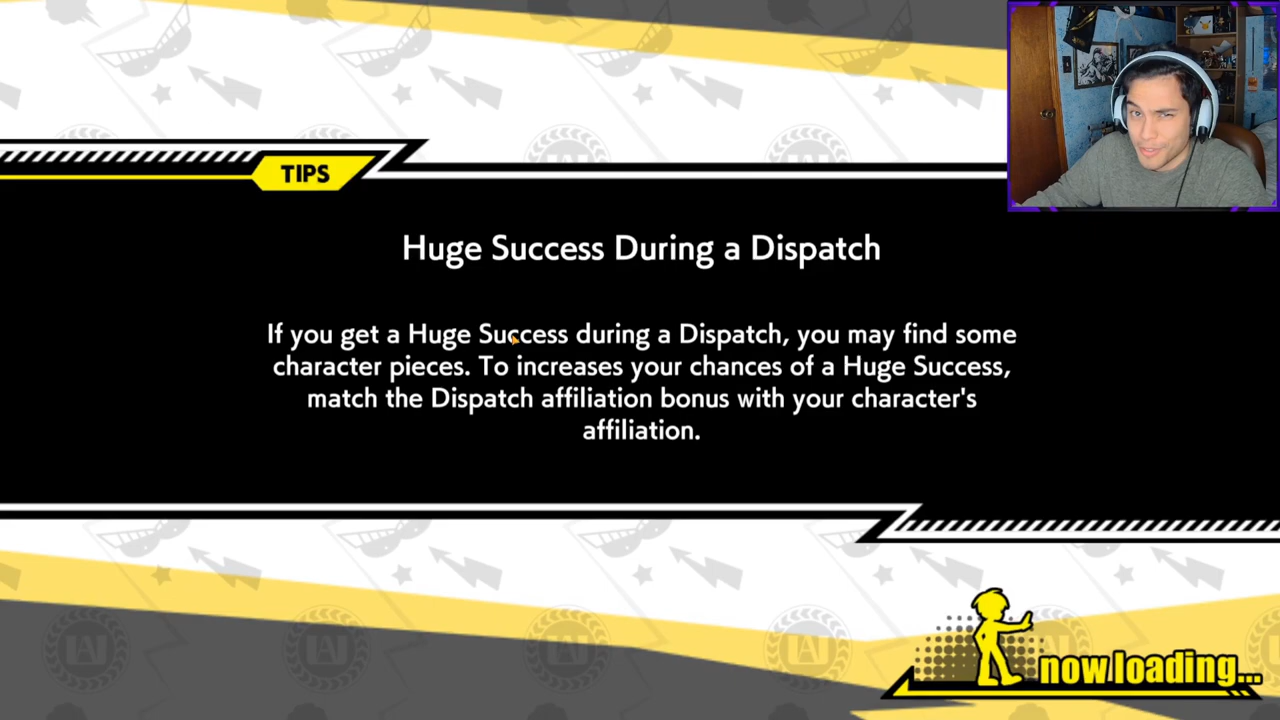 TIPS
Huge Success During a Dispatch
If you get a Huge Success during a Dispatch, you may find some
character pieces. To increases your chances of a Huge Success,
match the Dispatch affiliation bonus with your character's
affiliation.
now loading...